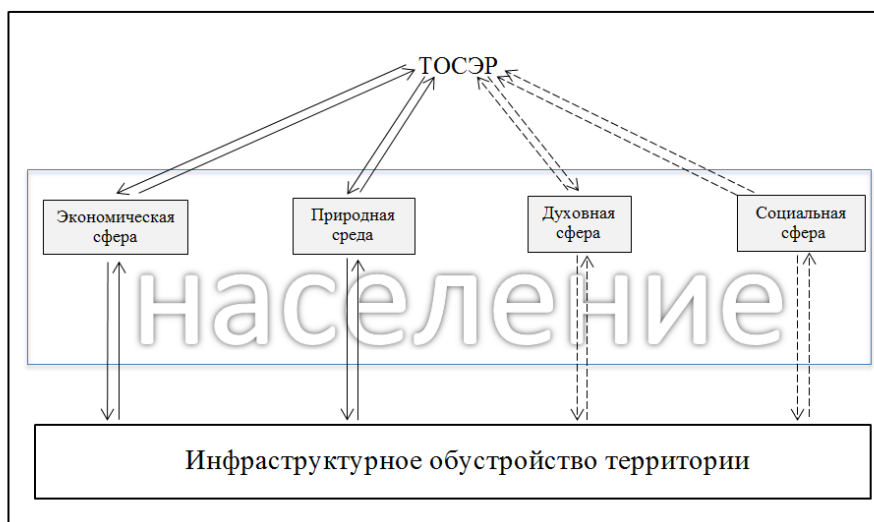 ТОСЭР
Экономическая
сфера
Природная
среда
Духовная
сфера
Социальная
сфера
население
Инфраструктурное обустройство территории